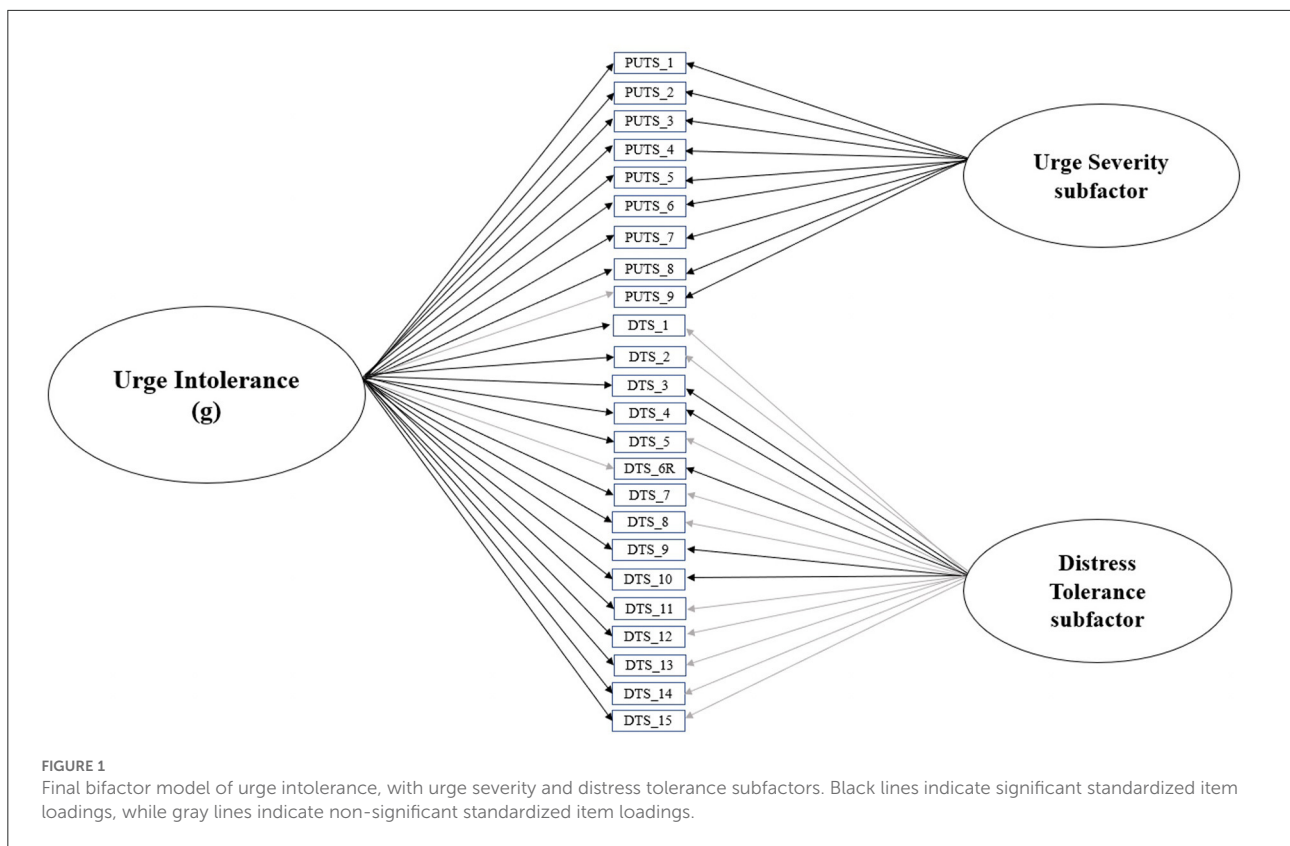 PUTS_1
PUTS_2
PUTS_3
PUTS_4
PUTS_5
PUTS_6
PUTS_7
PUTS_8
PUTS_9
DTS_1
DTS_2
DTS_3
DTS_4
DTS_5
DTS_6R
DTS_7
DTS_8
DTS_9
DTS_10
DTS_11
DTS_12
DTS_13
DTS_14
DTS_15
Urge Intolerance
(g)
Urge Severity
subfactor
Distress
Tolerance
subfactor
FIGURE 1
Final bifactor model of urge intolerance, with urge severity and distress tolerance subfactors. Black lines indicate significant standardized item
loadings, while gray lines indicate non-significant standardized item loadings.